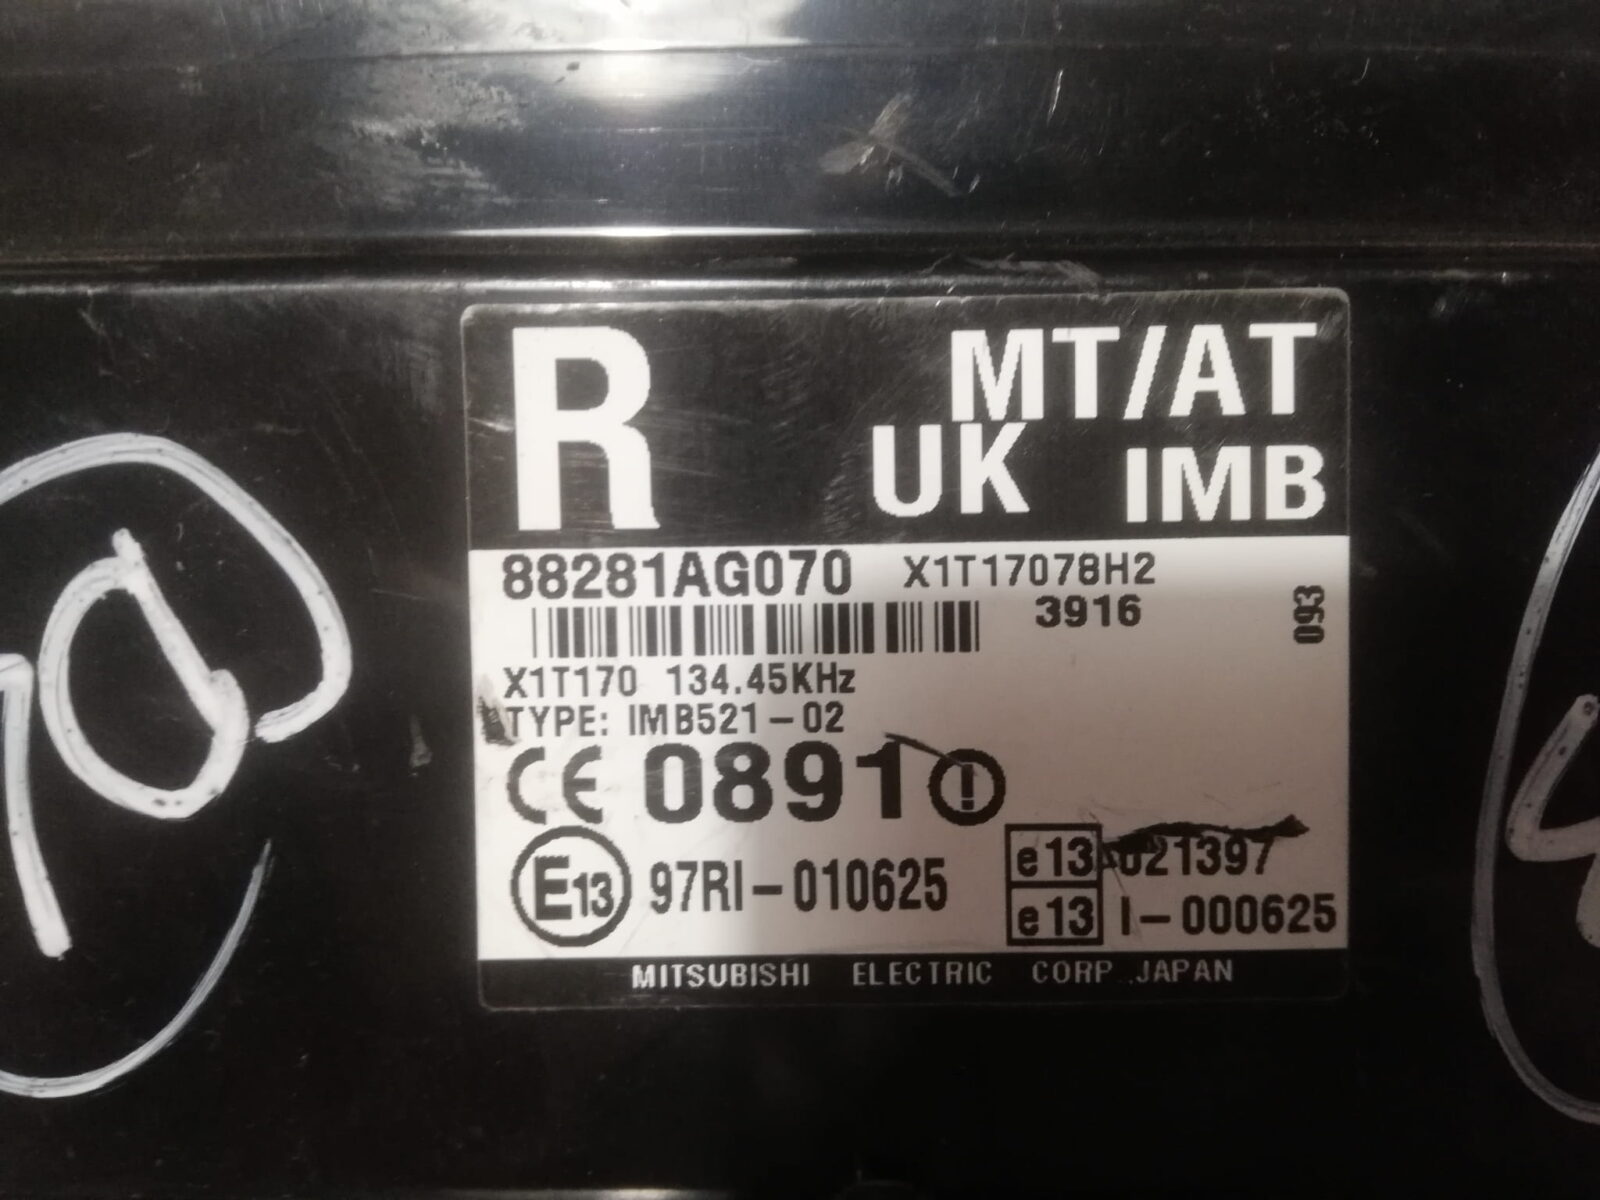 R MT/AT
UK IMB
88281AG070 X1T17078H2
3916
093
X1T170 134.45KHz
TYPE: IMB521-02
CE 0891
E13 97RI-010625
e13 021397
e13 I-000625
MITSUBISHI ELECTRIC CORP. JAPAN